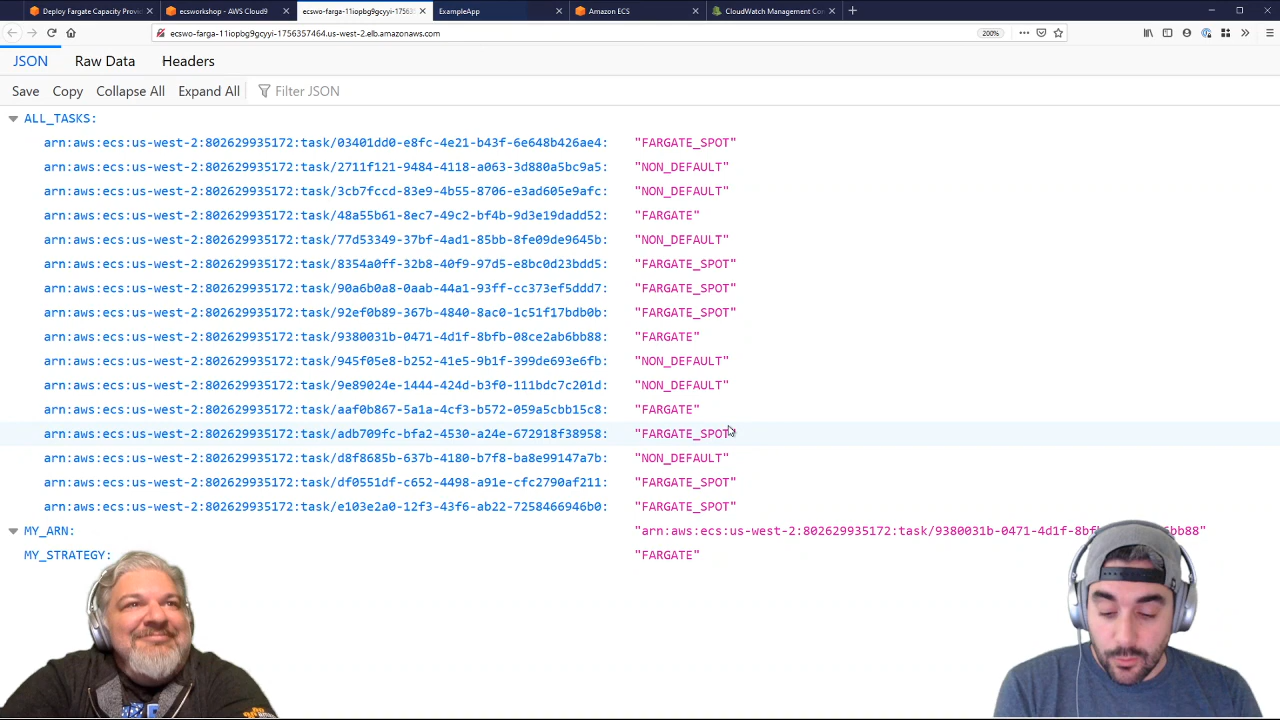 Deploy Fargate Capacity Provi
ecsworkshop - AWS Cloud9
ecswo-farga-11iopbg9gcyyi-17563
ExampleApp
Amazon ECS
CloudWatch Management Con
ecswo-farga-11iopbg9gcyyi-1756357464.us-west-2.elb.amazonaws.com
200%
JSON
Raw Data
Headers
Save
Copy
Collapse All
Expand All
Filter JSON
ALL_TASKS:
arn:aws:ecs:us-west-2:802629935172:task/03401dd0-e8fc-4e21-b43f-6e648b426ae4: "FARGATE_SPOT"
arn:aws:ecs:us-west-2:802629935172:task/2711f121-9484-4118-a063-3d880a5bc9a5: "NON_DEFAULT"
arn:aws:ecs:us-west-2:802629935172:task/3cb7fccd-83e9-4b55-8706-e3ad605e9afc: "NON_DEFAULT"
arn:aws:ecs:us-west-2:802629935172:task/48a55b61-8ec7-49c2-bf4b-9d3e19dadd52: "FARGATE"
arn:aws:ecs:us-west-2:802629935172:task/77d53349-37bf-4ad1-85bb-8fe09de9645b: "NON_DEFAULT"
arn:aws:ecs:us-west-2:802629935172:task/8354a0ff-32b8-40f9-97d5-e8bc0d23bdd5: "FARGATE_SPOT"
arn:aws:ecs:us-west-2:802629935172:task/90a6b0a8-0aab-44a1-93ff-cc373ef5ddd7: "FARGATE_SPOT"
arn:aws:ecs:us-west-2:802629935172:task/92ef0b89-367b-4840-8ac0-1c51f17bdb0b: "FARGATE_SPOT"
arn:aws:ecs:us-west-2:802629935172:task/9380031b-0471-4d1f-8bfb-08ce2ab6bb88: "FARGATE"
arn:aws:ecs:us-west-2:802629935172:task/945f05e8-b252-41e5-9b1f-399de693e6fb: "NON_DEFAULT"
arn:aws:ecs:us-west-2:802629935172:task/9e89024e-1444-424d-b3f0-111bdc7c201d: "NON_DEFAULT"
arn:aws:ecs:us-west-2:802629935172:task/aaf0b867-5a1a-4cf3-b572-059a5cbb15c8: "FARGATE"
arn:aws:ecs:us-west-2:802629935172:task/adb709fc-bfa2-4530-a24e-672918f38958: "FARGATE_SPOT"
arn:aws:ecs:us-west-2:802629935172:task/d8f8685b-637b-4180-b7f8-ba8e99147a7b: "NON_DEFAULT"
arn:aws:ecs:us-west-2:802629935172:task/df0551df-c652-4498-a91e-cfc2790af211: "FARGATE_SPOT"
arn:aws:ecs:us-west-2:802629935172:task/e103e2a0-12f3-43f6-ab22-7258466946b0: "FARGATE_SPOT"
MY_ARN: "arn:aws:ecs:us-west-2:802629935172:task/9380031b-0471-4d1f-8bf bb88"
MY_STRATEGY: "FARGATE"